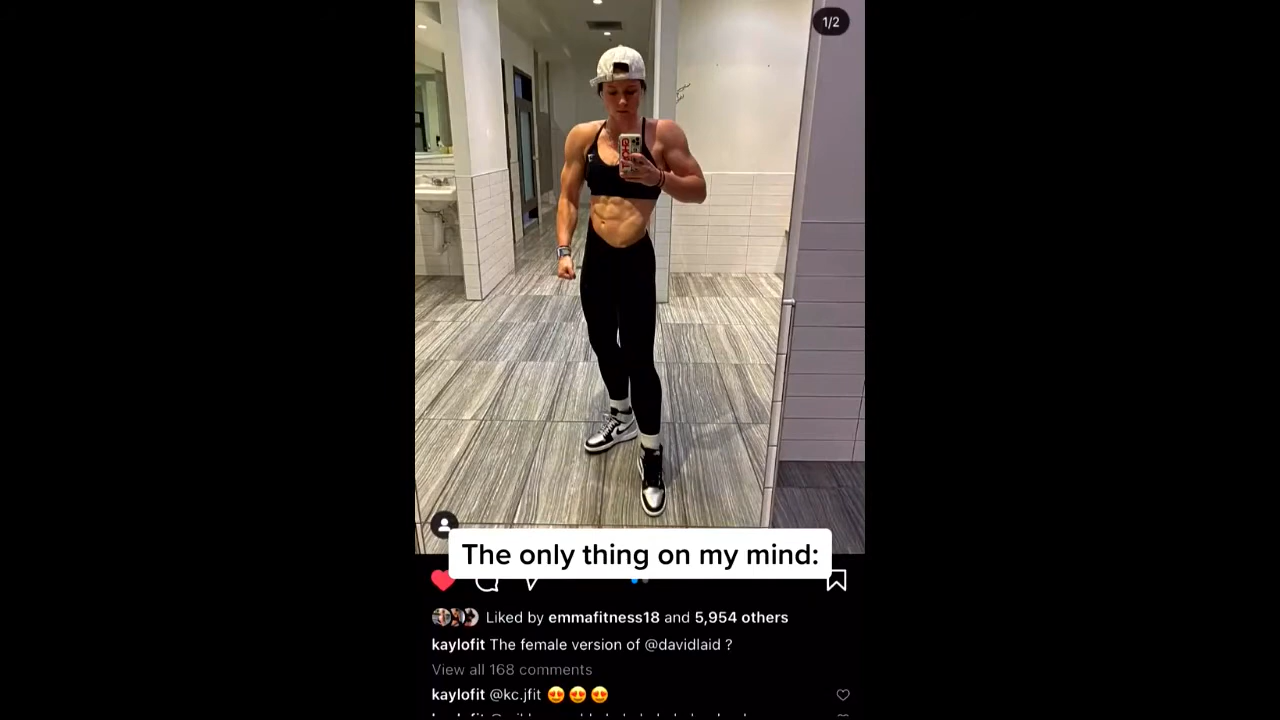 1/2
The only thing on my mind:
Liked by emmafitness18 and 5,954 others
kaylofit The female version of @davidlaid ?
View all 168 comments
kaylofit @kc.jfit 😍 😍 😍